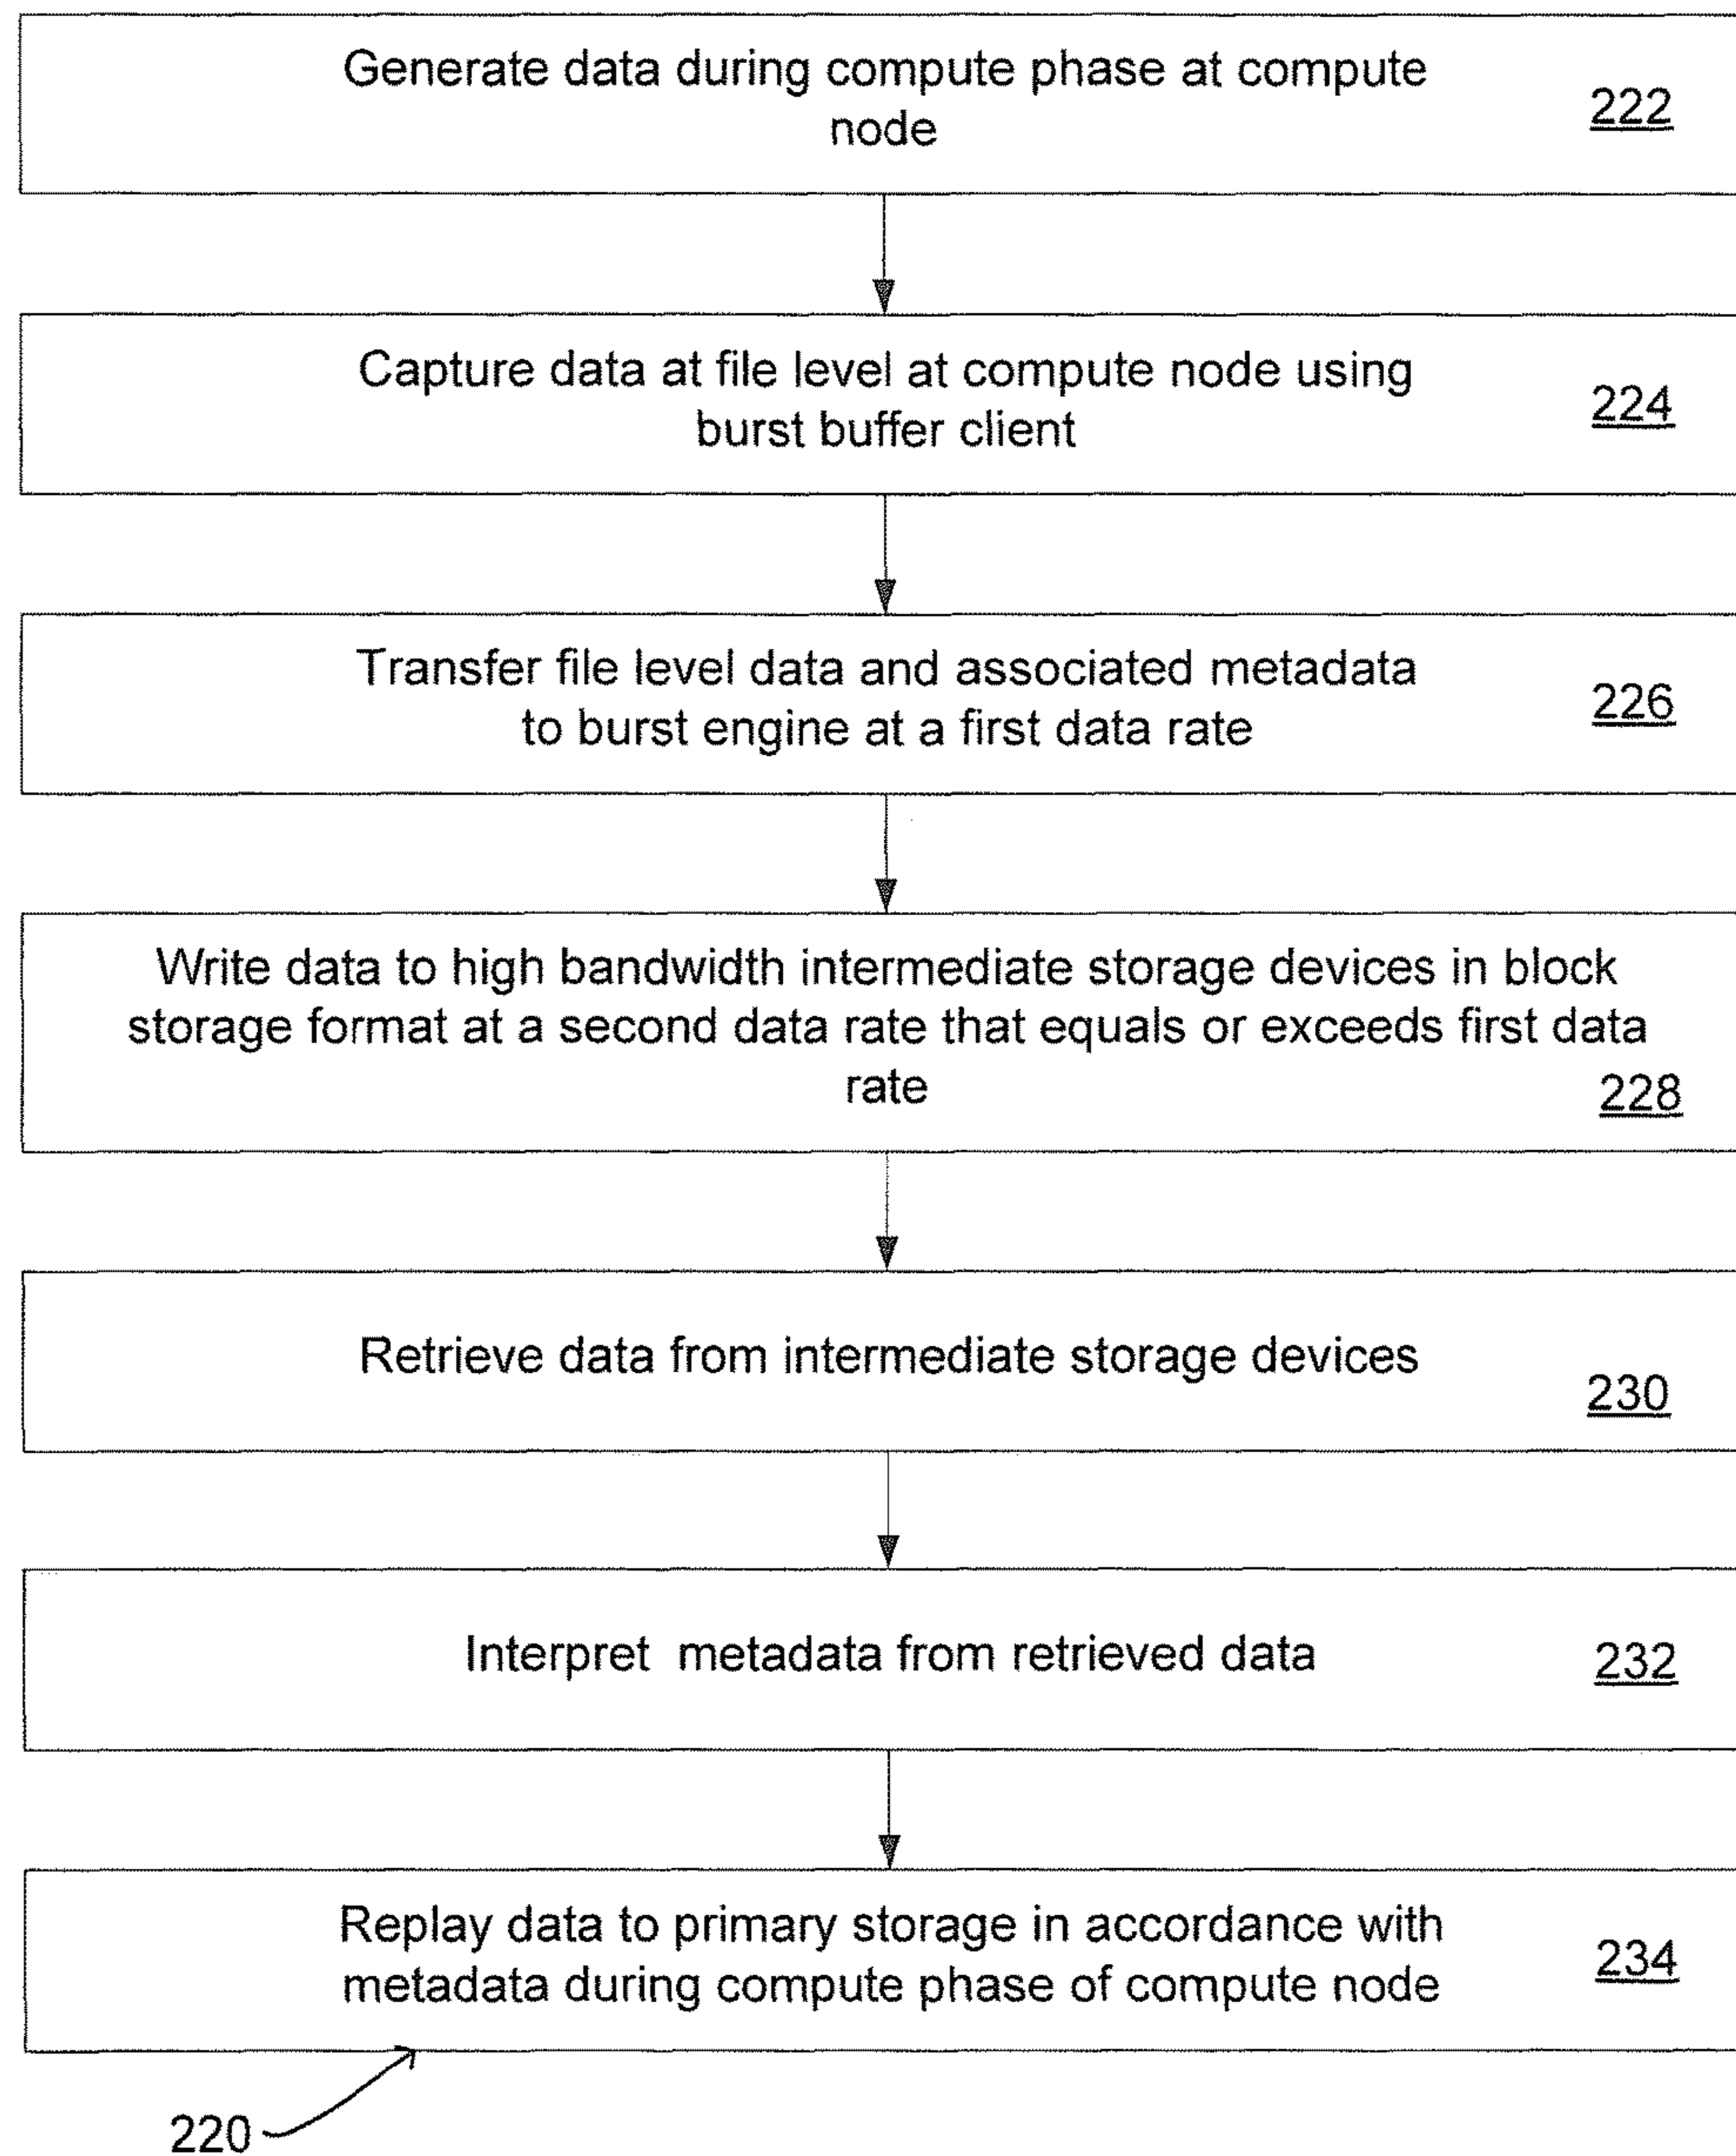 Generate data during compute phase at compute
node
222
Capture data at file level at compute node using
burst buffer client
224
Transfer file level data and associated metadata
to burst engine at a first data rate
226
Write data to high bandwidth intermediate storage devices in block
storage format at a second data rate that equals or exceeds first data
rate
228
Retrieve data from intermediate storage devices
230
Interpret metadata from retrieved data
232
Replay data to primary storage in accordance with
metadata during compute phase of compute node
234
220